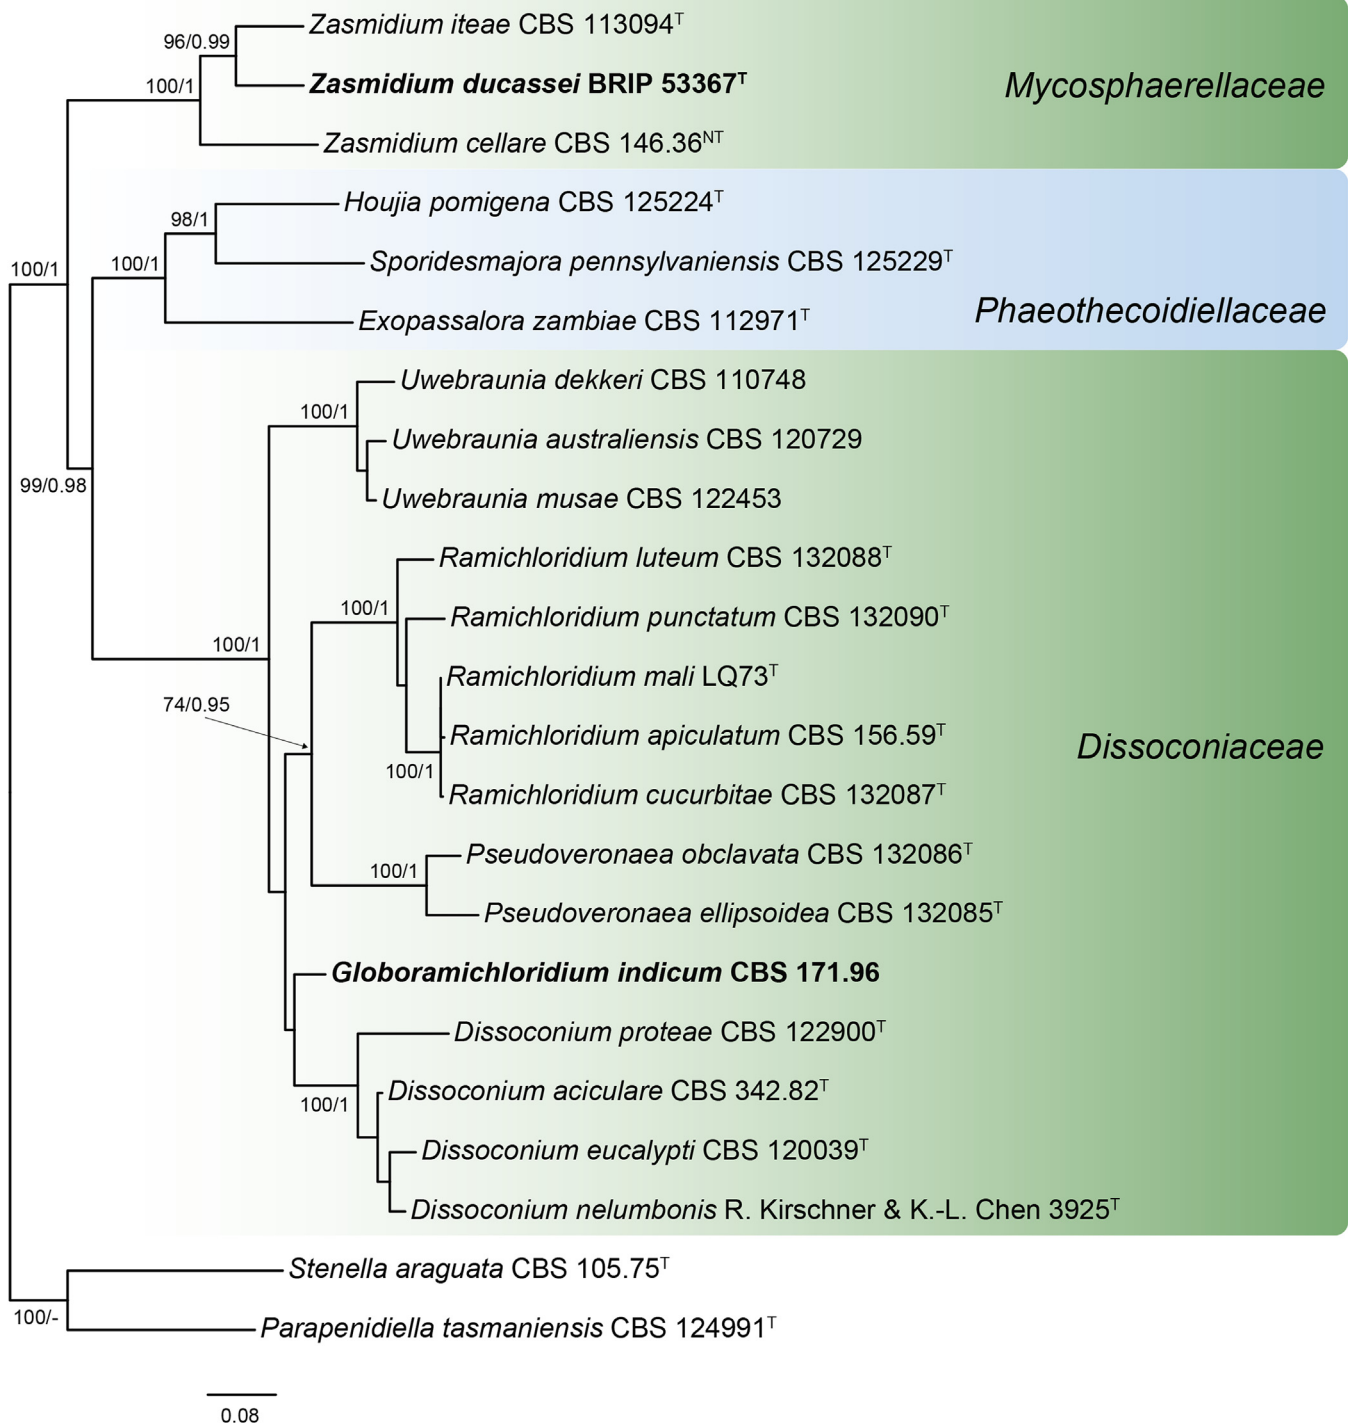 Zasmidium iteae CBS 113094ᵀ
96/0.99
Zasmidium ducassei BRIP 53367ᵀ
100/1
Mycosphaerellaceae
Zasmidium cellare CBS 146.36ᴺᵀ
Houjia pomigena CBS 125224ᵀ
98/1
Sporidesmajora pennsylvaniensis CBS 125229ᵀ
100/1
100/1
Phaeothecoidiellaceae
Exopassalora zambiae CBS 112971ᵀ
Uwebraunia dekkeri CBS 110748
100/1
Uwebraunia australiensis CBS 120729
99/0.98
Uwebraunia musae CBS 122453
Ramichloridium luteum CBS 132088ᵀ
100/1
Ramichloridium punctatum CBS 132090ᵀ
100/1
Ramichloridium mali LQ73ᵀ
74/0.95
Ramichloridium apiculatum CBS 156.59ᵀ
Dissoconiaceae
100/1
Ramichloridium cucurbitae CBS 132087ᵀ
Pseudoveronaea obclavata CBS 132086ᵀ
100/1
Pseudoveronaea ellipsoidea CBS 132085ᵀ
Globoramichloridium indicum CBS 171.96
Dissoconium proteae CBS 122900ᵀ
Dissoconium aciculare CBS 342.82ᵀ
100/1
Dissoconium eucalypti CBS 120039ᵀ
Dissoconium nelumbonis R. Kirschner & K.-L. Chen 3925ᵀ
Stenella araguata CBS 105.75ᵀ
100/-
Parapenidiella tasmaniensis CBS 124991ᵀ
0.08